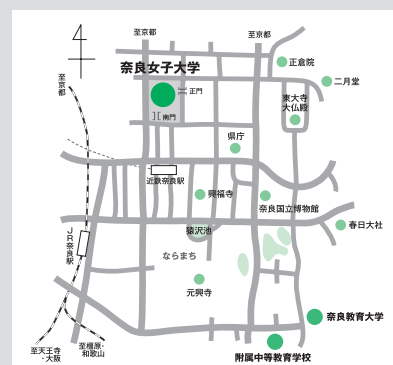 至京都
至京都
正倉院
奈良女子大学
二月堂
至京都
正門
東大寺
大仏殿
南門
県庁
近鉄奈良駅
興福寺
奈良国立博物館
春日大社
猿沢池
JR奈良駅
ならまち
元興寺
奈良教育大学
至天王寺
・大阪
至橿原・
和歌山
附属中等教育学校